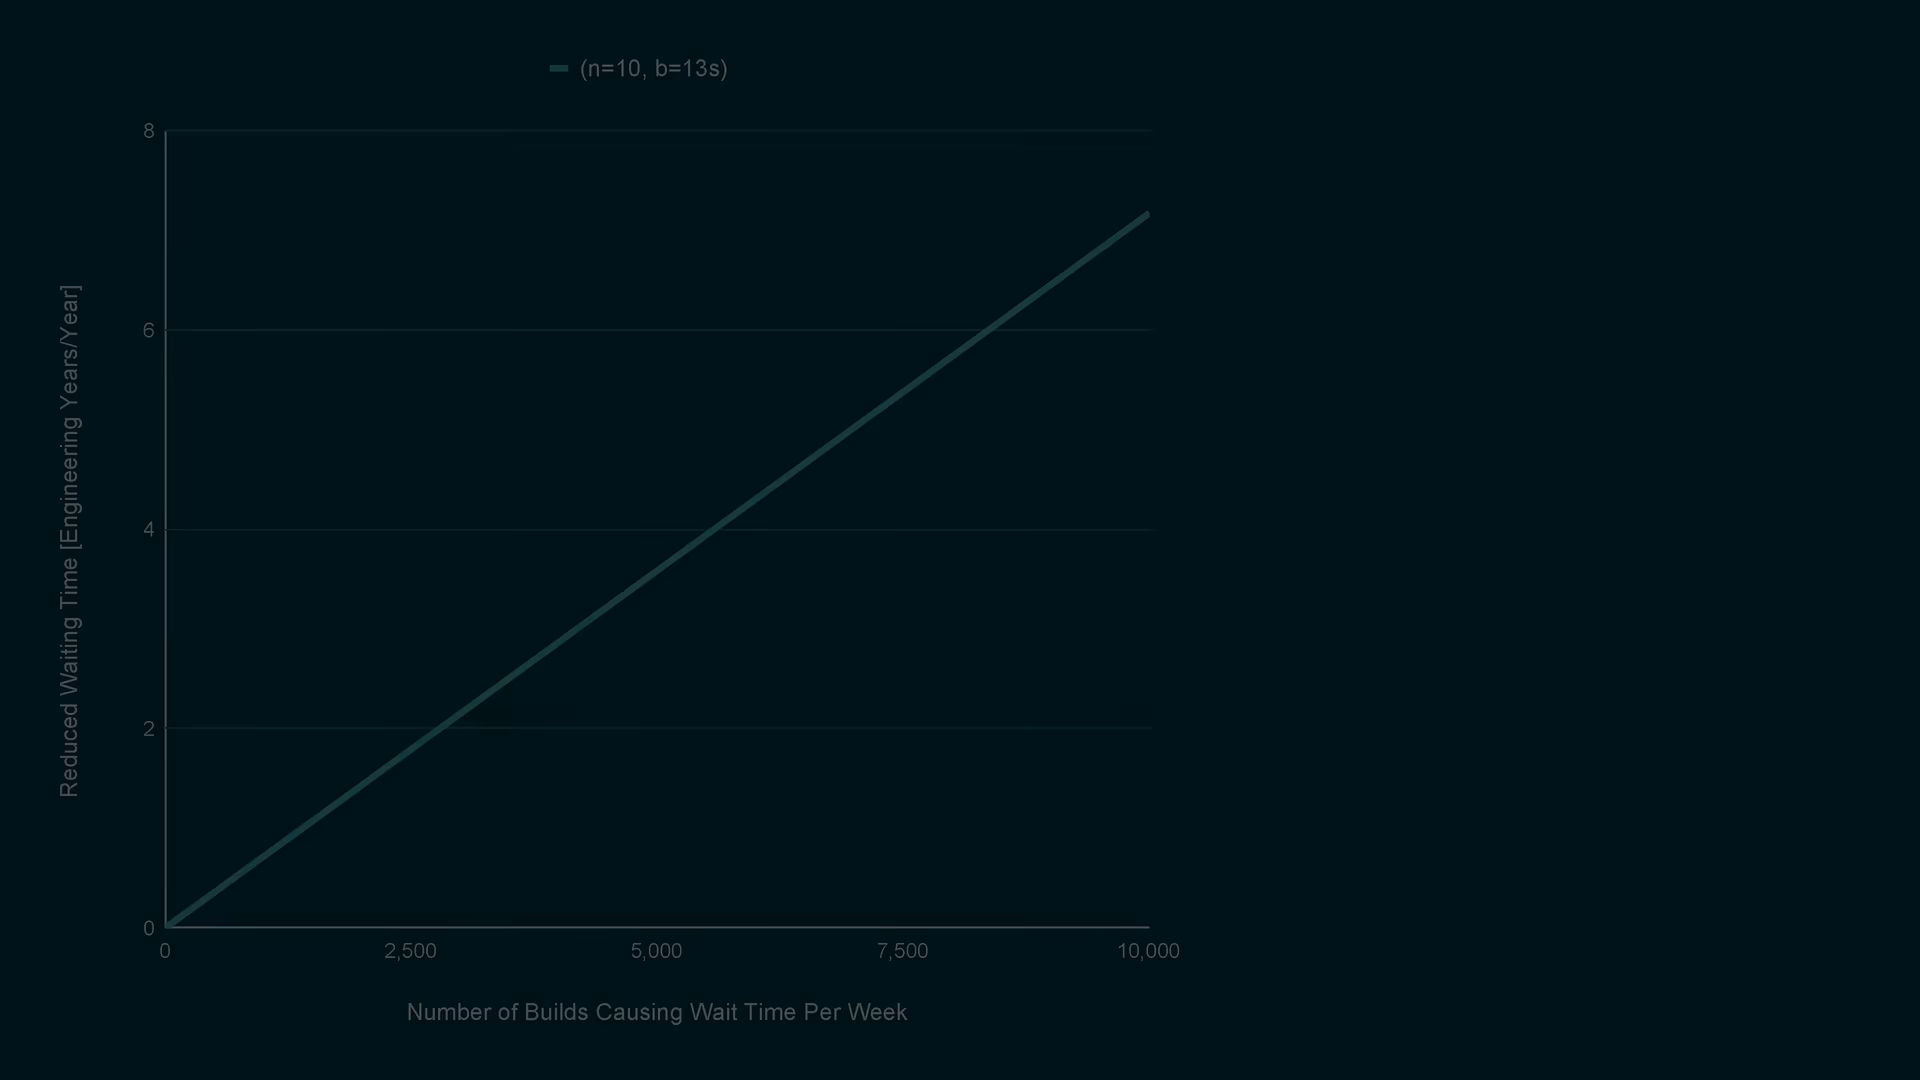 (n=10, b=13s)
8
6
4
2
0
Reduced Waiting Time [Engineering Years/Year]
0 2,500 5,000 7,500 10,000
Number of Builds Causing Wait Time Per Week